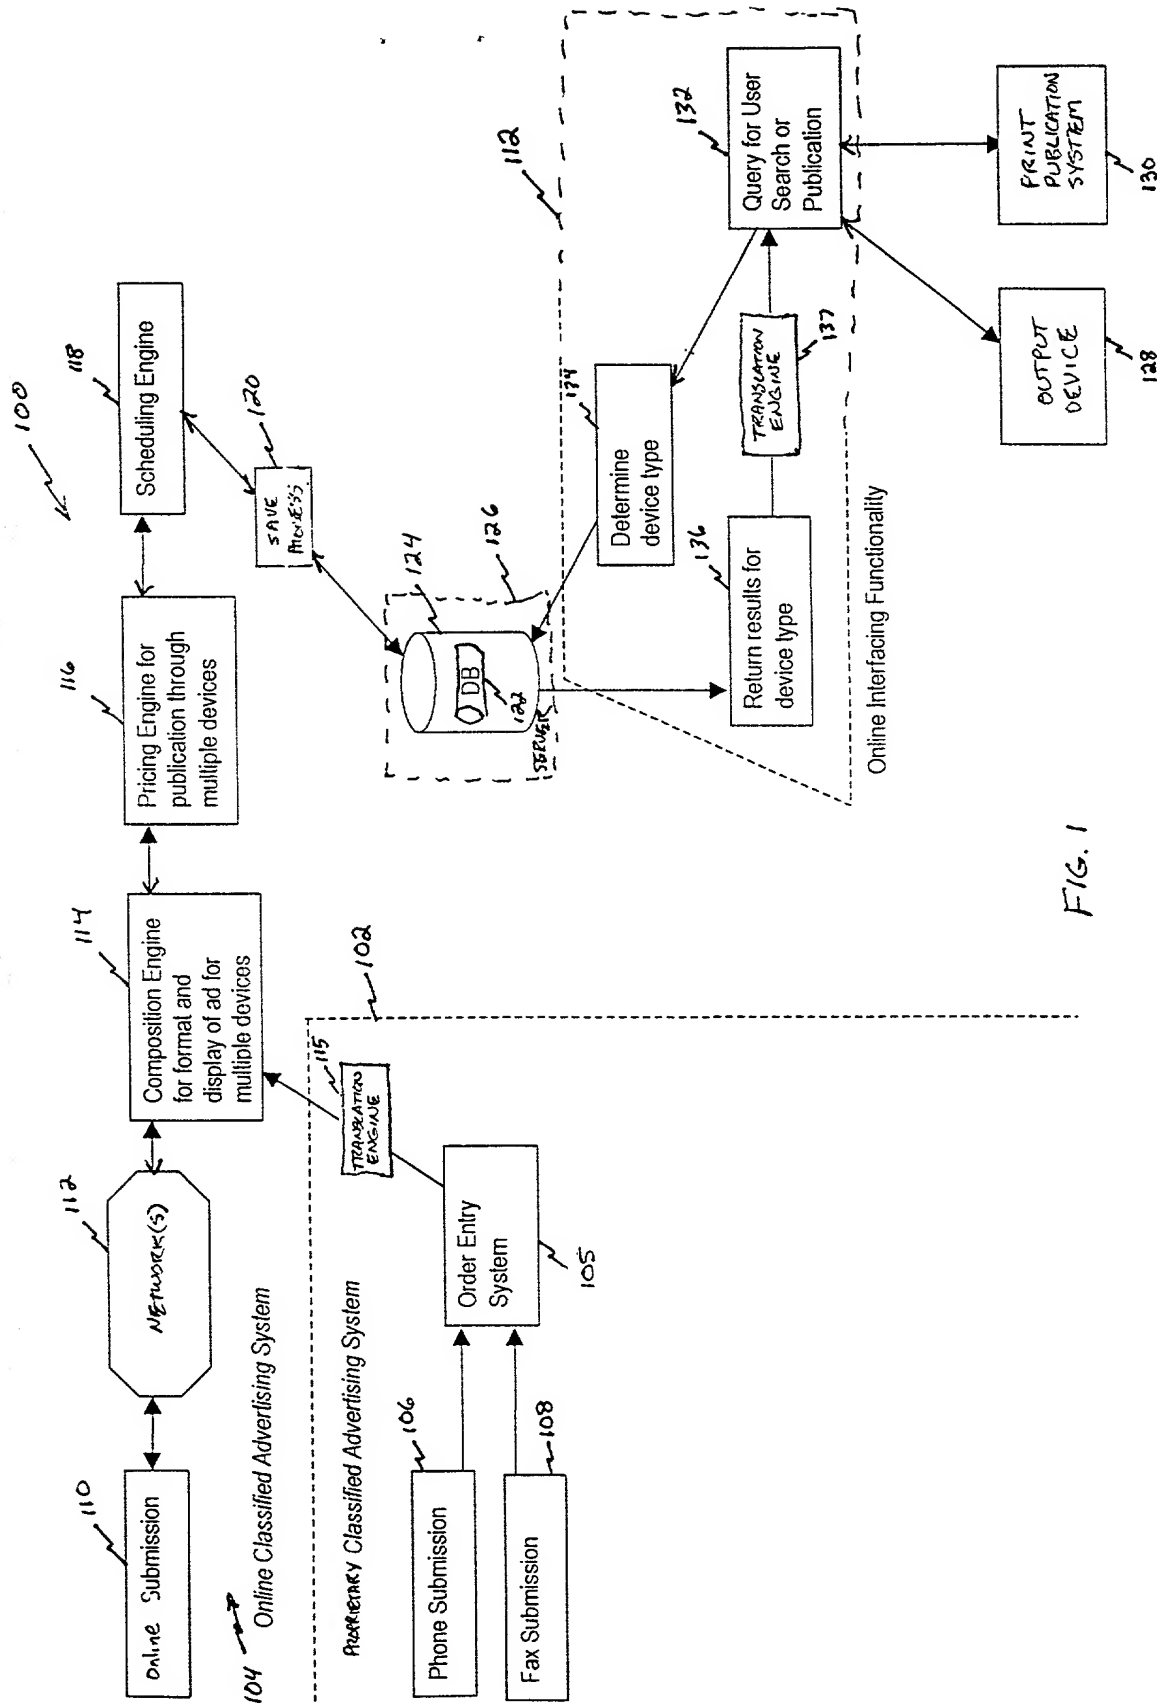 100
110
Online Submission
112
NETWORK(S)
114
Composition Engine
for formal and
display of ad for
multiple devices
116
Pricing Engine for
publication through
multiple devices
118
Scheduling Engine
120
SAVE
PROCESS
104
Online Classified Advertising System
PROPRIETARY Classified Advertising System
102
106
Phone Submission
108
Fax Submission
Order Entry
System
105
115
TRANSLATION
ENGINE
124
126
DB
122
SERVER
112
134
Determine
device type
132
Query for User
Search or
Publication
136
Return results for
device type
TRANSLATION
ENGINE
137
Online Interfacing Functionality
OUTPUT
DEVICE
128
PRINT
PUBLICATION
SYSTEM
130
FIG. 1